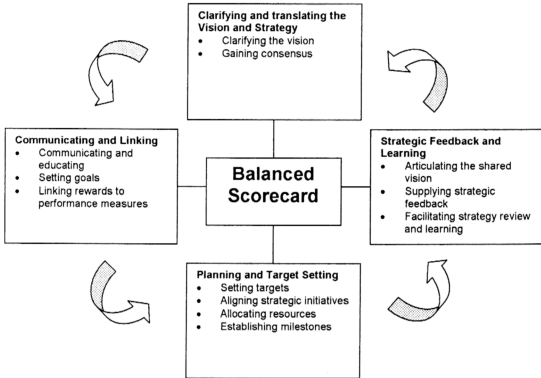 Clarifying and translating the
Vision and Strategy
• Clarifying the vision
• Gaining consensus
Communicating and Linking
• Communicating and
educating
• Setting goals
• Linking rewards to
performance measures
Balanced
Scorecard
Strategic Feedback and
Learning
• Articulating the shared
vision
• Supplying strategic
feedback
• Facilitating strategy review
and learning
Planning and Target Setting
• Setting targets
• Aligning strategic initiatives
• Allocating resources
• Establishing milestones